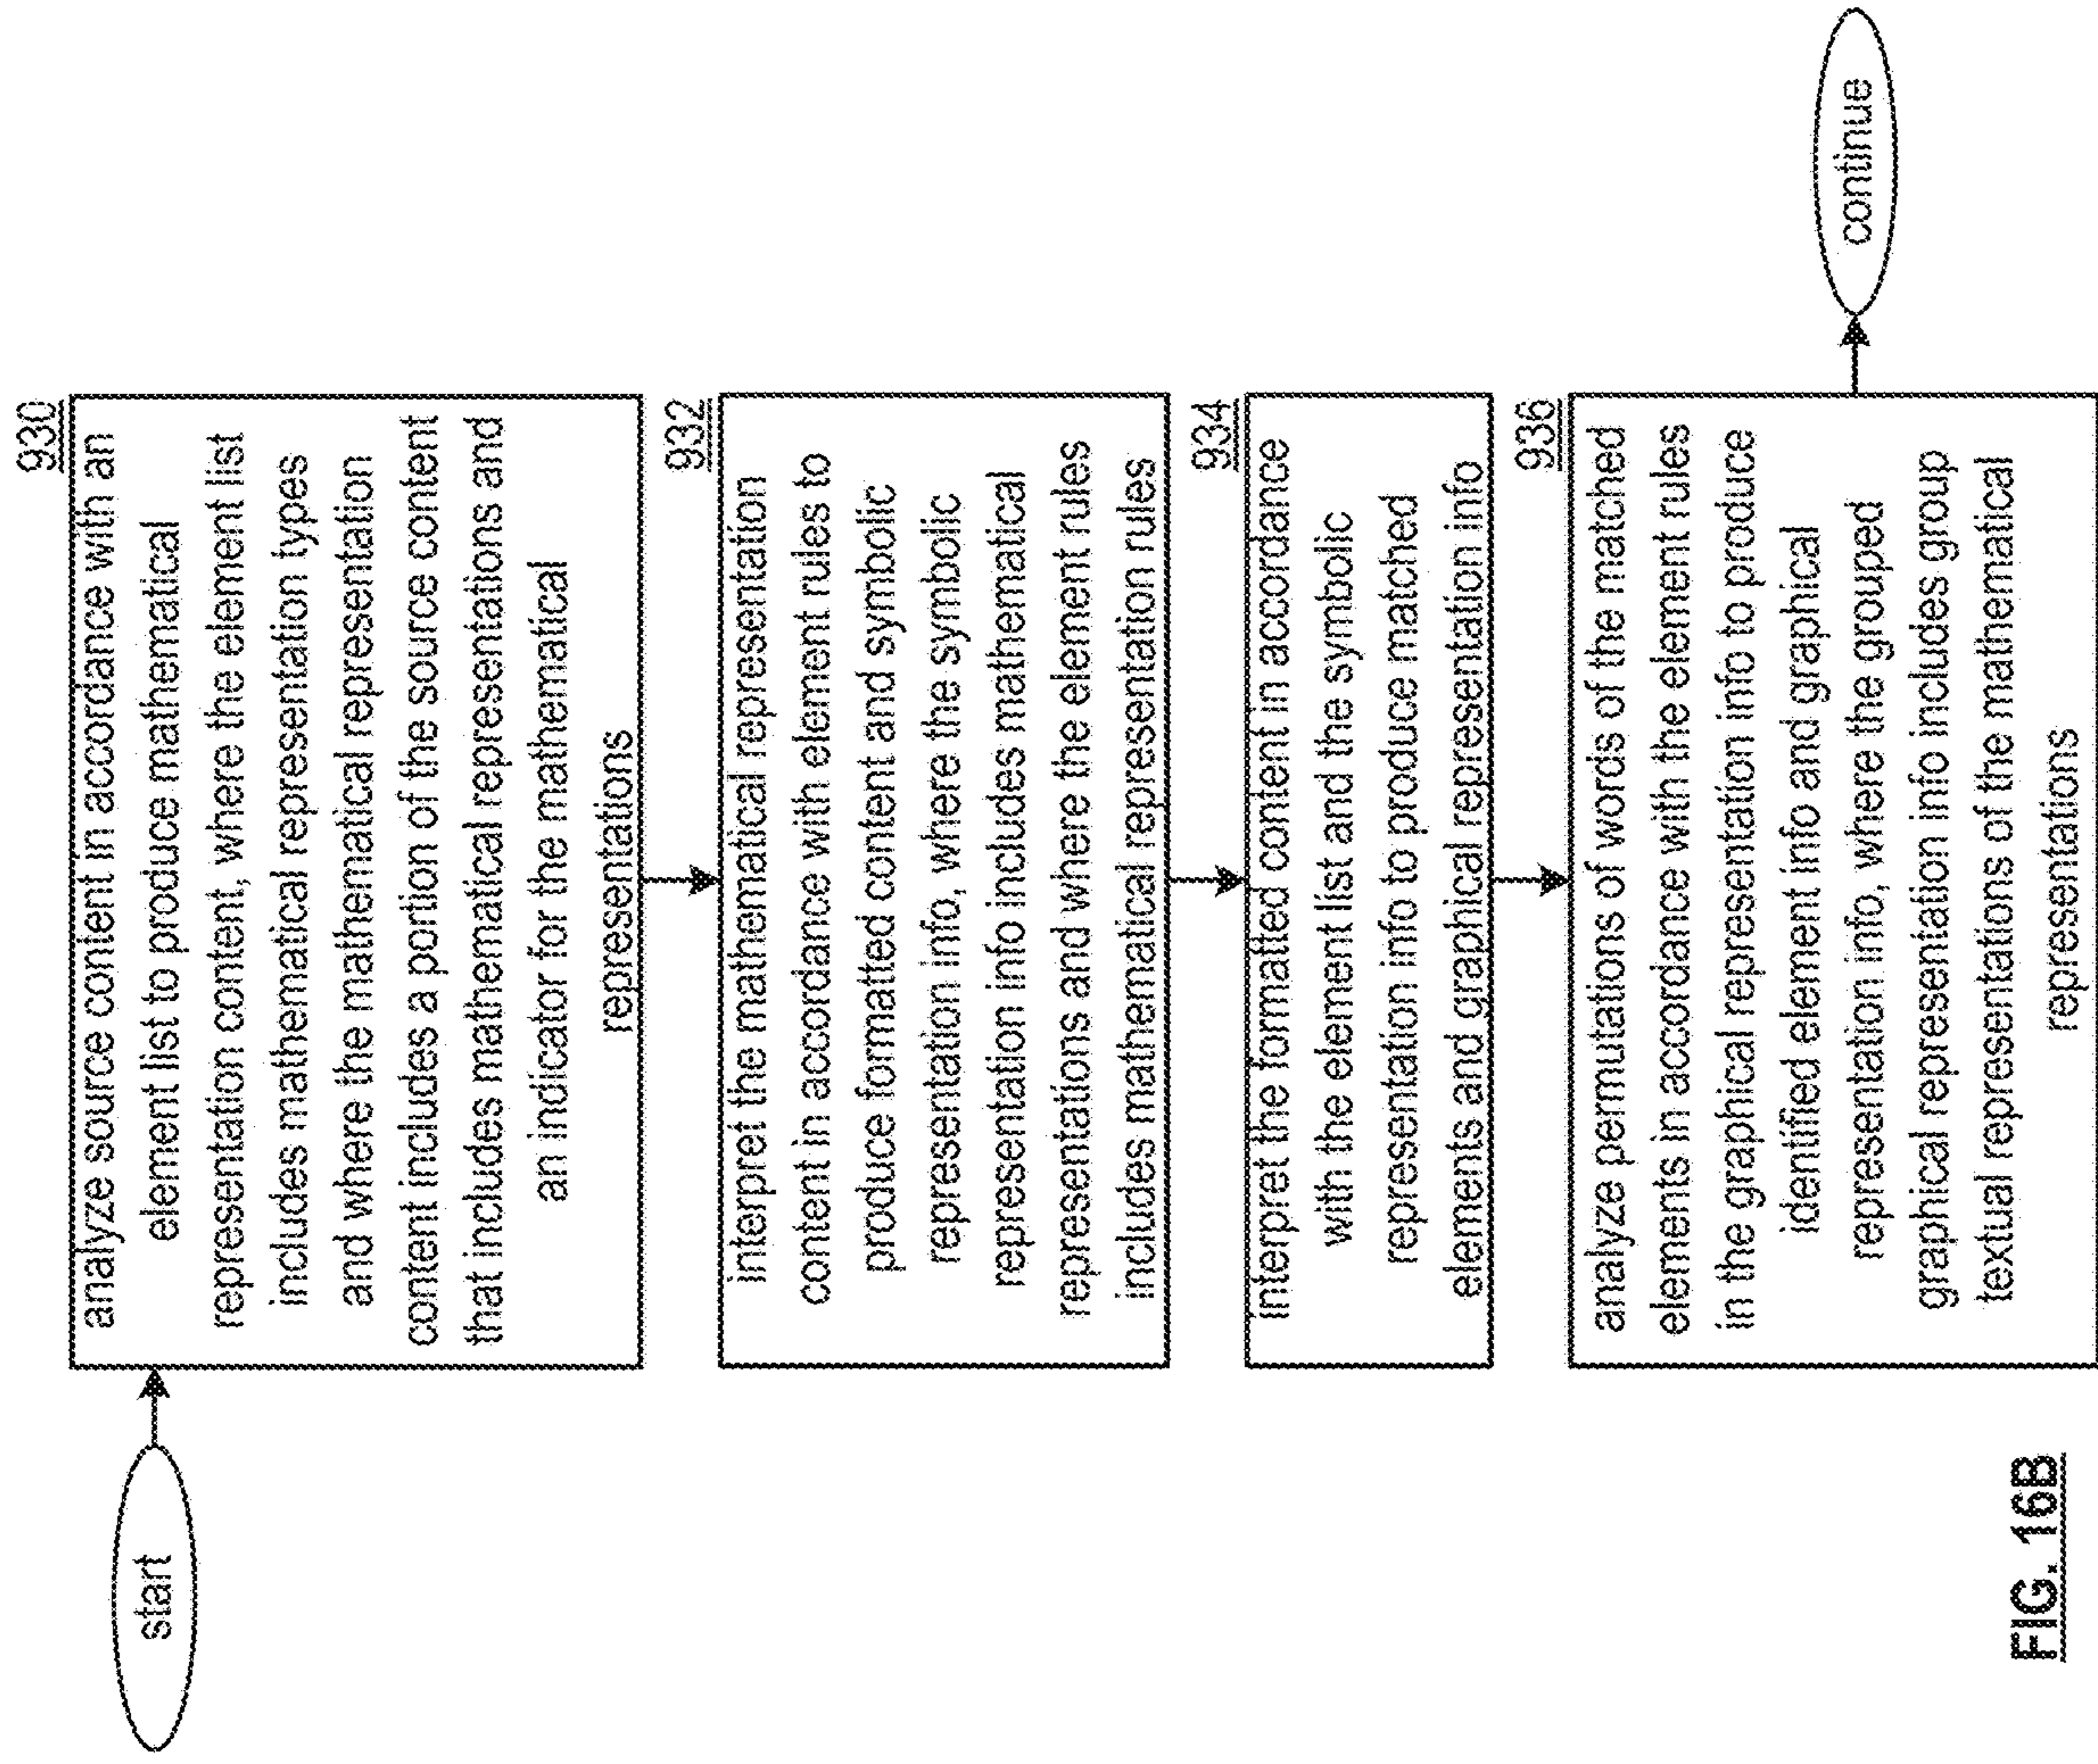 start
930
analyze source content in accordance with an
element list to produce mathematical
representation content, where the element list
includes mathematical representation types
and where the mathematical representation
content includes a portion of the source content
that includes mathematical representations and
an indicator for the mathematical
representations
932
interpret the mathematical representation
content in accordance with element rules to
produce formatted content and symbolic
representation info, where the symbolic
representation info includes mathematical
representations and where the element rules
includes mathematical representation rules
934
interpret the formatted content in accordance
with the element list and the symbolic
representation info to produce matched
elements and graphical representation info
936
analyze permutations of words of the matched
elements in accordance with the element rules
in the graphical representation info to produce
identified element info and graphical
representation info, where the grouped
graphical representation info includes group
textual representations of the mathematical
representations
continue
FIG. 16B